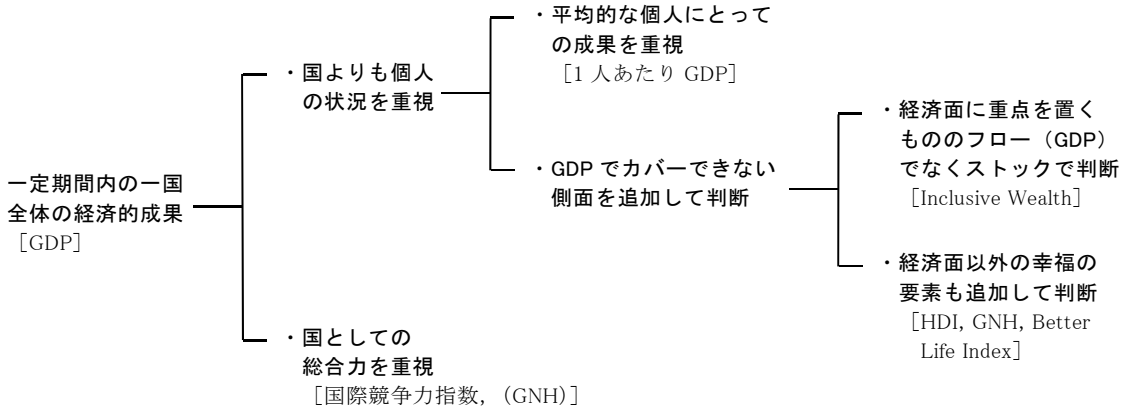 一定期間内の一国
全体の経済的成果
［GDP］
・国よりも個人
の状況を重視
・平均的な個人にとって
の成果を重視
［1 人あたり GDP］
・GDP でカバーできない
側面を追加して判断
・経済面に重点を置く
もののフロー（GDP）
でなくストックで判断
［Inclusive Wealth］
・経済面以外の幸福の
要素も追加して判断
［HDI, GNH, Better
Life Index］
・国としての
総合力を重視
［国際競争力指数,（GNH)］